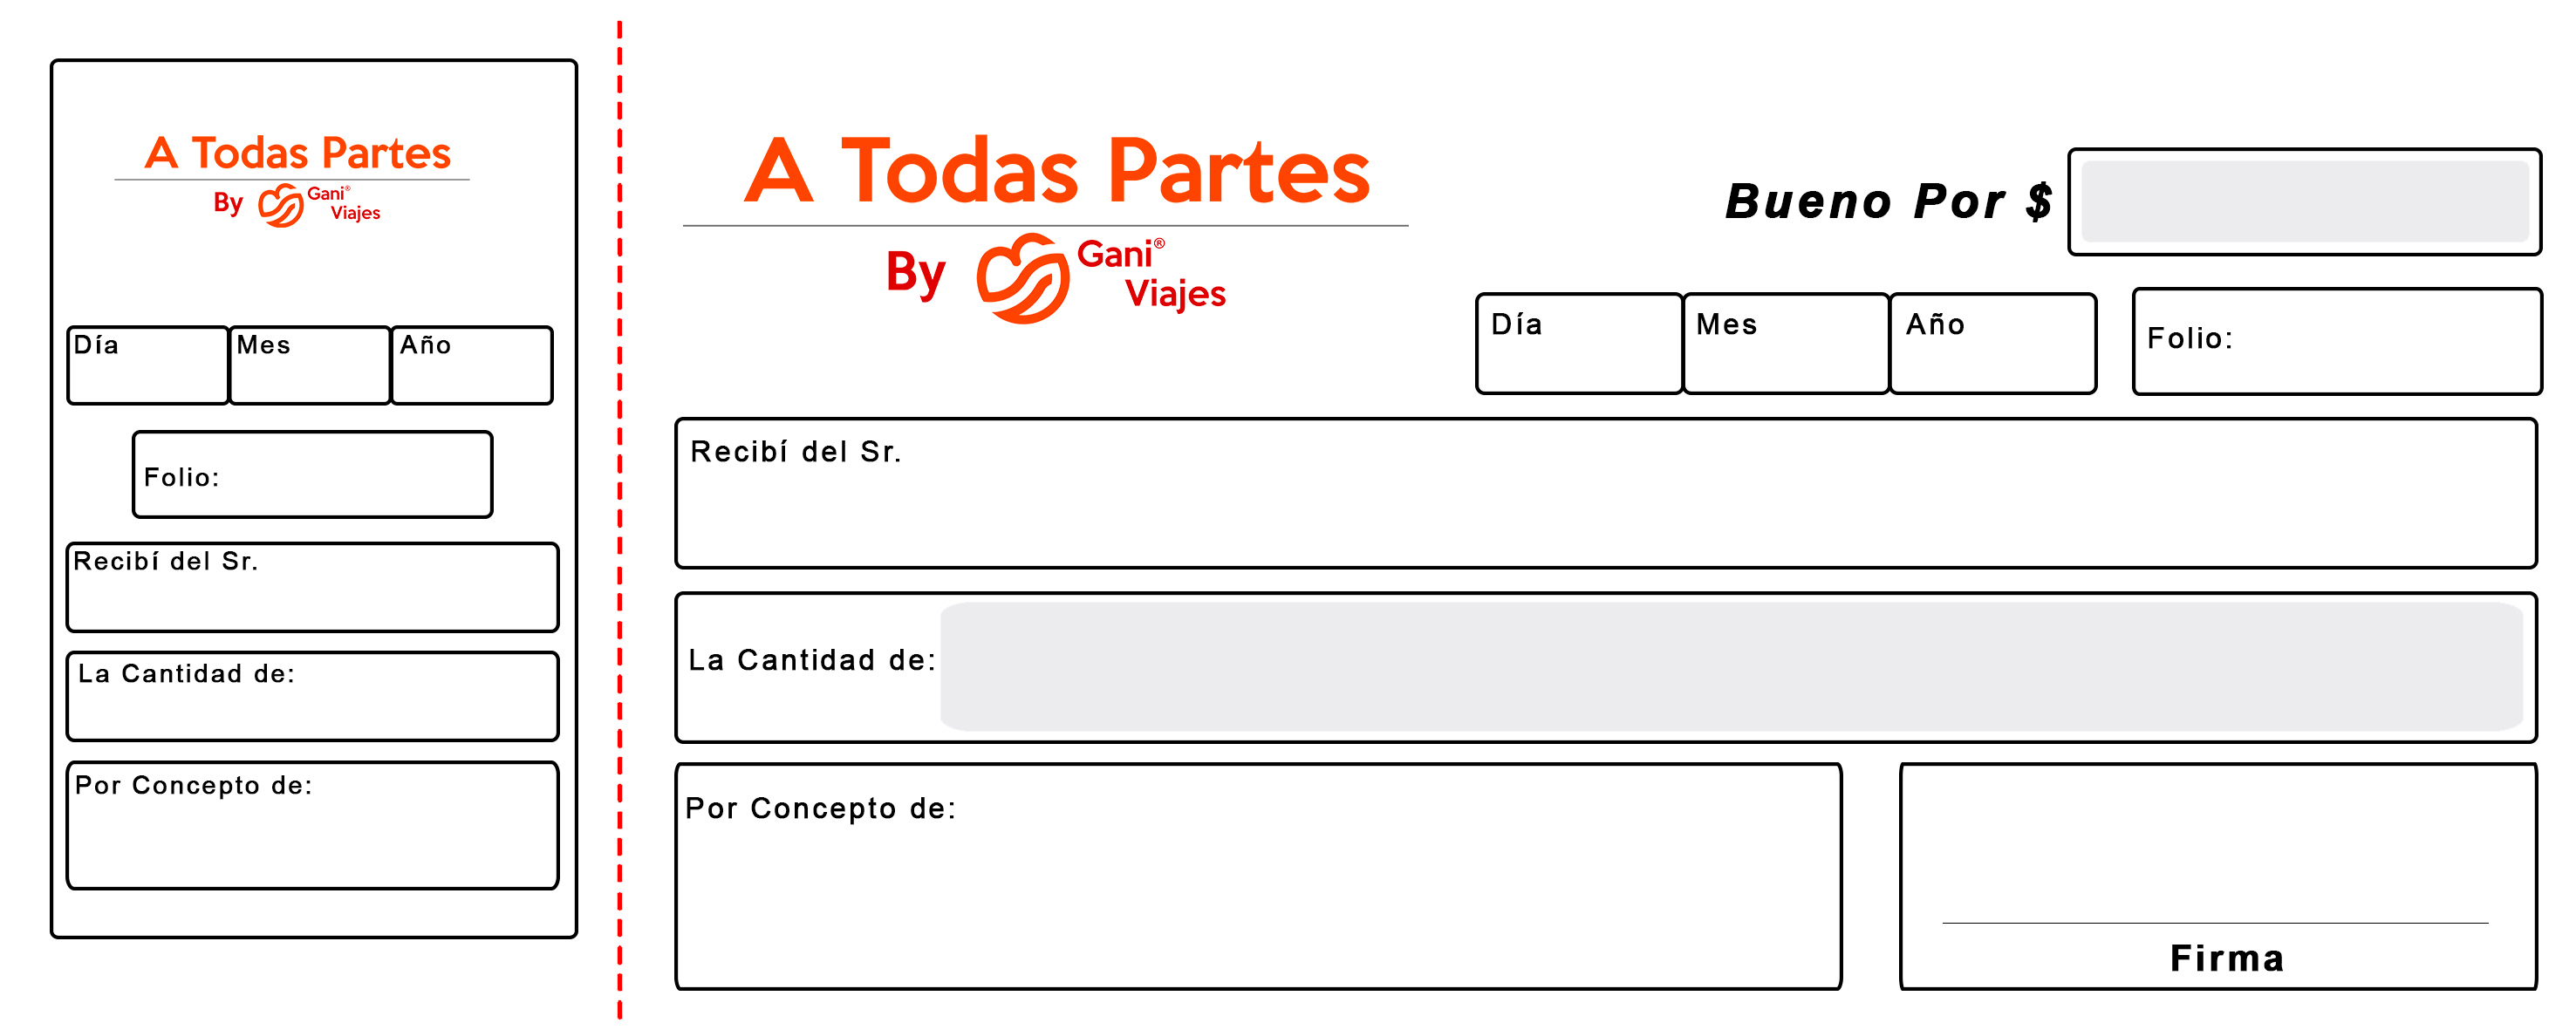 A Todas Partes
By Gani®
Viajes
Día Mes Año
Folio:
Recibí del Sr.
La Cantidad de:
Por Concepto de:
A Todas Partes
By Gani®
Viajes
Bueno Por $
Día Mes Año
Folio:
Recibí del Sr.
La Cantidad de:
Por Concepto de:
Firma